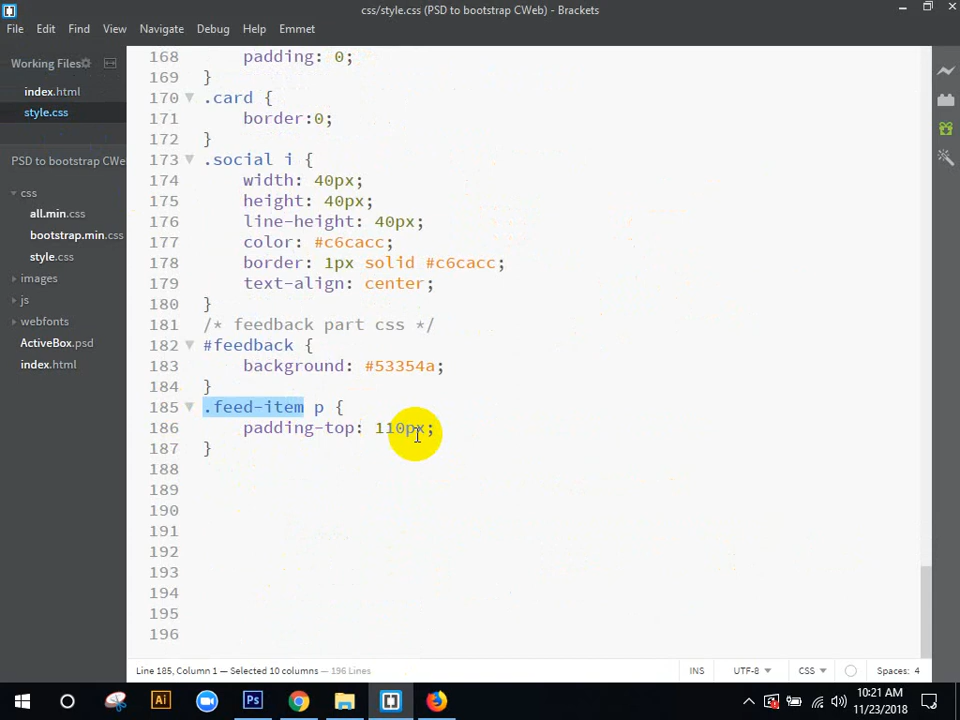 css/style.css (PSD to bootstrap CWeb) - Brackets
File Edit Find View Navigate Debug Help Emmet
Working Files
index.html
style.css
PSD to bootstrap CWe
css
all.min.css
bootstrap.min.css
style.css
images
js
webfonts
ActiveBox.psd
index.html
168 padding: 0;
169 }
170 .card {
171 border:0;
172 }
173 .social i {
174 width: 40px;
175 height: 40px;
176 line-height: 40px;
177 color: #c6cacc;
178 border: 1px solid #c6cacc;
179 text-align: center;
180 }
181 /* feedback part css */
182 #feedback {
183 background: #53354a;
184 }
185 .feed-item p {
186 padding-top: 110px;
187 }
188
189
190
191
192
193
194
195
196
Line 185, Column 1 — Selected 10 columns — 196 Lines
INS UTF-8 CSS Spaces: 4
Ai Ps
10:21 AM
11/23/2018